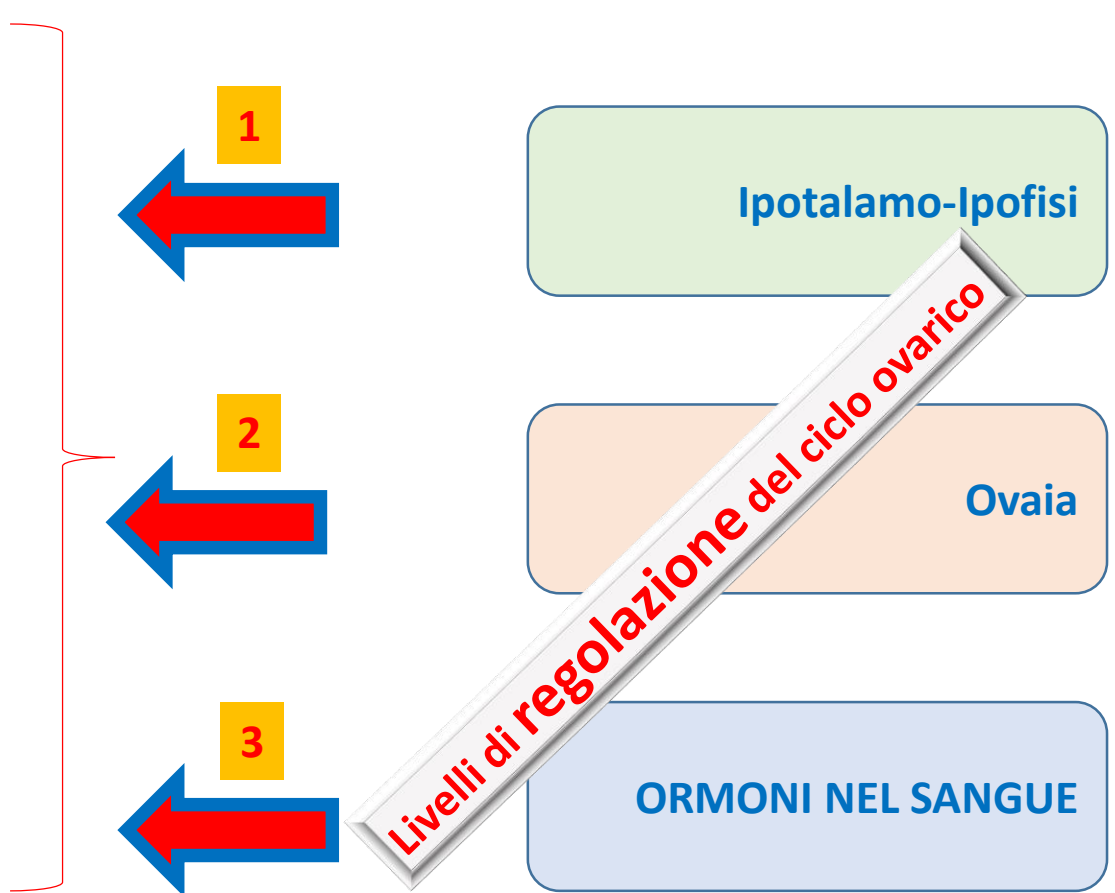 1
Ipotalamo-Ipofisi
Livelli di regolazione del ciclo ovarico
2
Ovaia
3
ORMONI NEL SANGUE